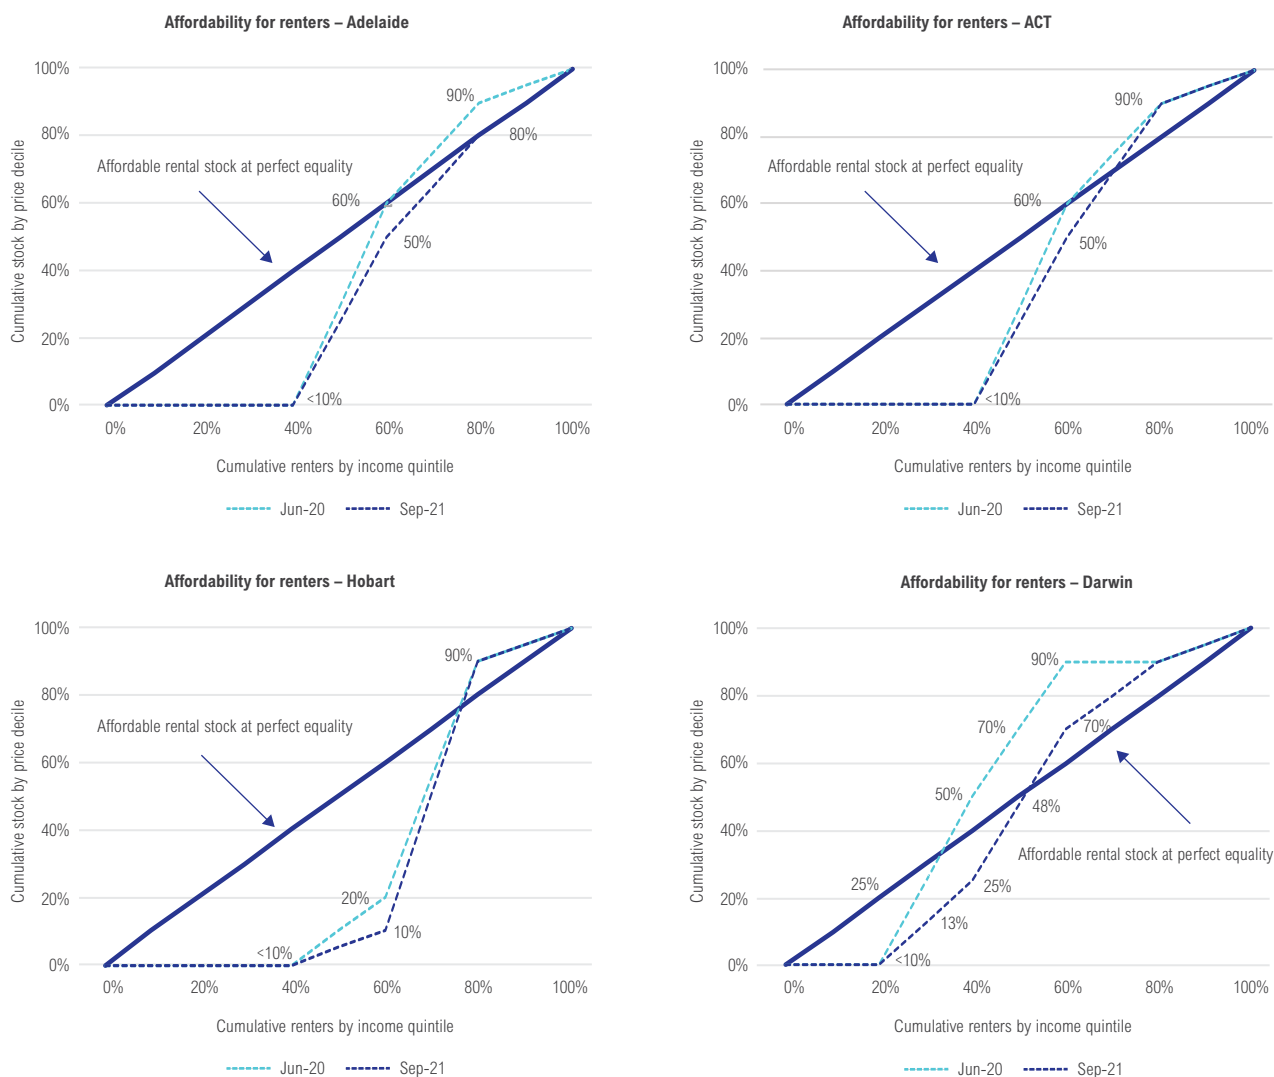 Affordability for renters – Adelaide
Cumulative stock by price decile
100%
80%
60%
40%
20%
0%
Affordable rental stock at perfect equality
90%
80%
60%
50%
<10%
0% 20% 40% 60% 80% 100%
Cumulative renters by income quintile
Jun-20 Sep-21
Affordability for renters – ACT
Cumulative stock by price decile
100%
80%
60%
40%
20%
0%
Affordable rental stock at perfect equality
90%
60%
50%
<10%
0% 20% 40% 60% 80% 100%
Cumulative renters by income quintile
Jun-20 Sep-21
Affordability for renters – Hobart
Cumulative stock by price decile
100%
80%
60%
40%
20%
0%
Affordable rental stock at perfect equality
90%
20%
10%
<10%
0% 20% 40% 60% 80% 100%
Cumulative renters by income quintile
Jun-20 Sep-21
Affordability for renters – Darwin
Cumulative stock by price decile
100%
80%
60%
40%
20%
0%
90%
70%
70%
50%
48%
Affordable rental stock at perfect equality
25%
25%
13%
<10%
0% 20% 40% 60% 80% 100%
Cumulative renters by income quintile
Jun-20 Sep-21